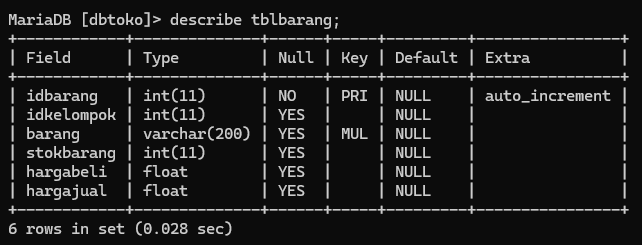 MariaDB [dbtoko]> describe tblbarang;
+------------+--------------+------+-----+---------+----------------+
| Field      | Type         | Null | Key | Default | Extra          |
+------------+--------------+------+-----+---------+----------------+
| idbarang   | int(11)      | NO   | PRI | NULL    | auto_increment |
| idkelompok | int(11)      | YES  |     | NULL    |                |
| barang     | varchar(200) | YES  | MUL | NULL    |                |
| stokbarang | int(11)      | YES  |     | NULL    |                |
| hargabeli  | float        | YES  |     | NULL    |                |
| hargajual  | float        | YES  |     | NULL    |                |
+------------+--------------+------+-----+---------+----------------+
6 rows in set (0.028 sec)